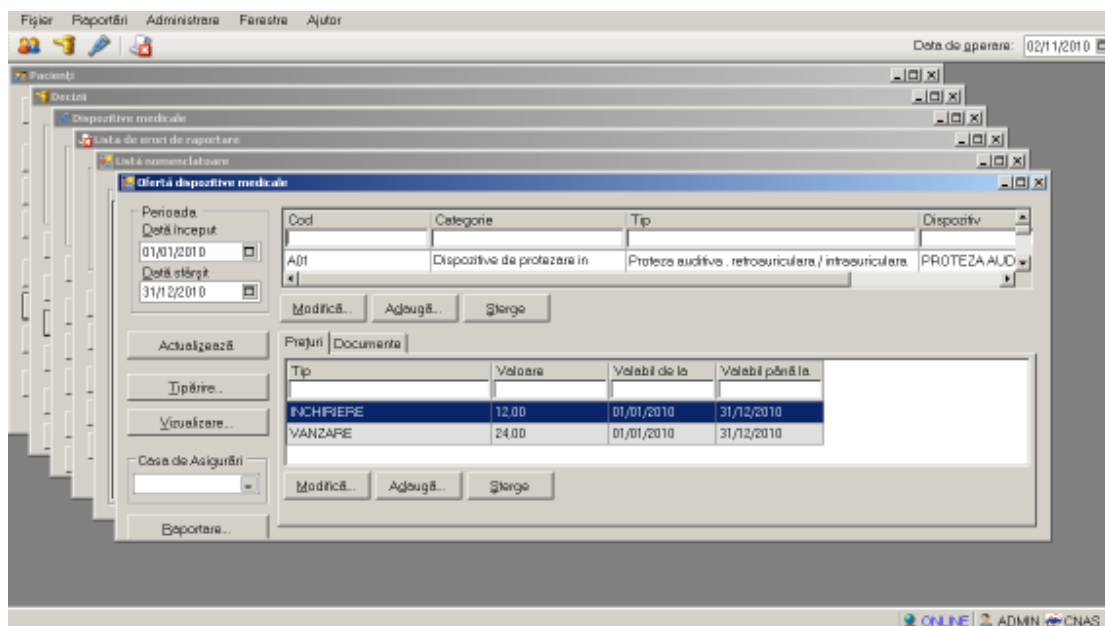 Fişier Raportări Administrare Ferestre Ajutor
Data de operare: 02/11/2010
Pacienţi
Decizii
Dispozitive medicale
Lista de erori de raportare
Listă nomenclatoare
Ofertă dispozitive medicale
Perioada
Dată început
01/01/2010
Dată sfârşit
31/12/2010
Actualizează
Tipărire...
Vizualizare...
Casa de Asigurări
Raportare...
Cod Categorie Tip Dispozitiv
A01 Dispozitive de protezare in Proteza auditiva . retroauriculara / intraauriculara PROTEZA AUD
Modifică... Adaugă... Şterge
Preţuri Documente
Tip Valoare Valabil de la Valabil până la
INCHIRIERE 12,00 01/01/2010 31/12/2010
VANZARE 24,00 01/01/2010 31/12/2010
Modifică... Adaugă... Şterge
ONLINE ADMIN CNAS